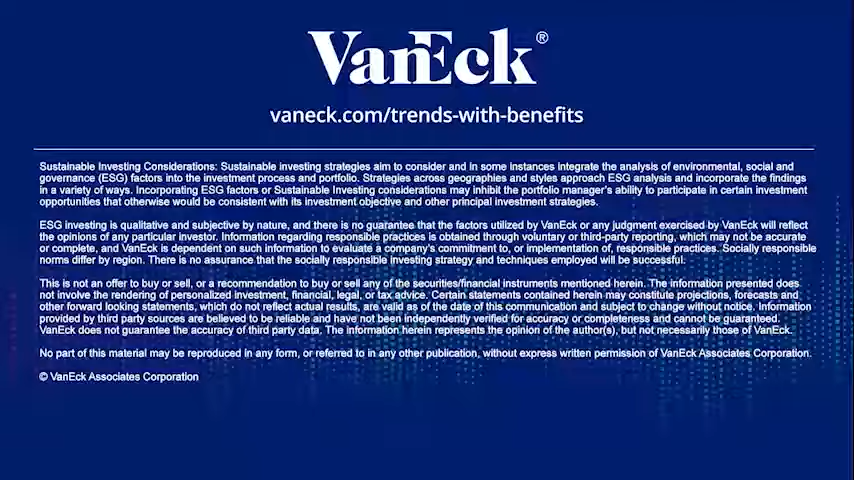 VanEck®
vaneck.com/trends-with-benefits
Sustainable Investing Considerations: Sustainable investing strategies aim to consider and in some instances integrate the analysis of environmental, social and
governance (ESG) factors into the investment process and portfolio. Strategies across geographies and styles approach ESG analysis and incorporate the findings
in a variety of ways. Incorporating ESG factors or Sustainable Investing considerations may inhibit the portfolio manager's ability to participate in certain investment
opportunities that otherwise would be consistent with its investment objective and other principal investment strategies.
ESG investing is qualitative and subjective by nature, and there is no guarantee that the factors utilized by VanEck or any judgment exercised by VanEck will reflect
the opinions of any particular investor. Information regarding responsible practices is obtained through voluntary or third-party reporting, which may not be accurate
or complete, and VanEck is dependent on such information to evaluate a company's commitment to, or implementation of, responsible practices. Socially responsible
norms differ by region. There is no assurance that the socially responsible investing strategy and techniques employed will be successful.
This is not an offer to buy or sell, or a recommendation to buy or sell any of the securities/financial instruments mentioned herein. The information presented does
not involve the rendering of personalized investment, financial, legal, or tax advice. Certain statements contained herein may constitute projections, forecasts and
other forward looking statements, which do not reflect actual results, are valid as of the date of this communication and subject to change without notice. Information
provided by third party sources are believed to be reliable and have not been independently verified for accuracy or completeness and cannot be guaranteed.
VanEck does not guarantee the accuracy of third party data. The information herein represents the opinion of the author(s), but not necessarily those of VanEck.
No part of this material may be reproduced in any form, or referred to in any other publication, without express written permission of VanEck Associates Corporation.
© VanEck Associates Corporation